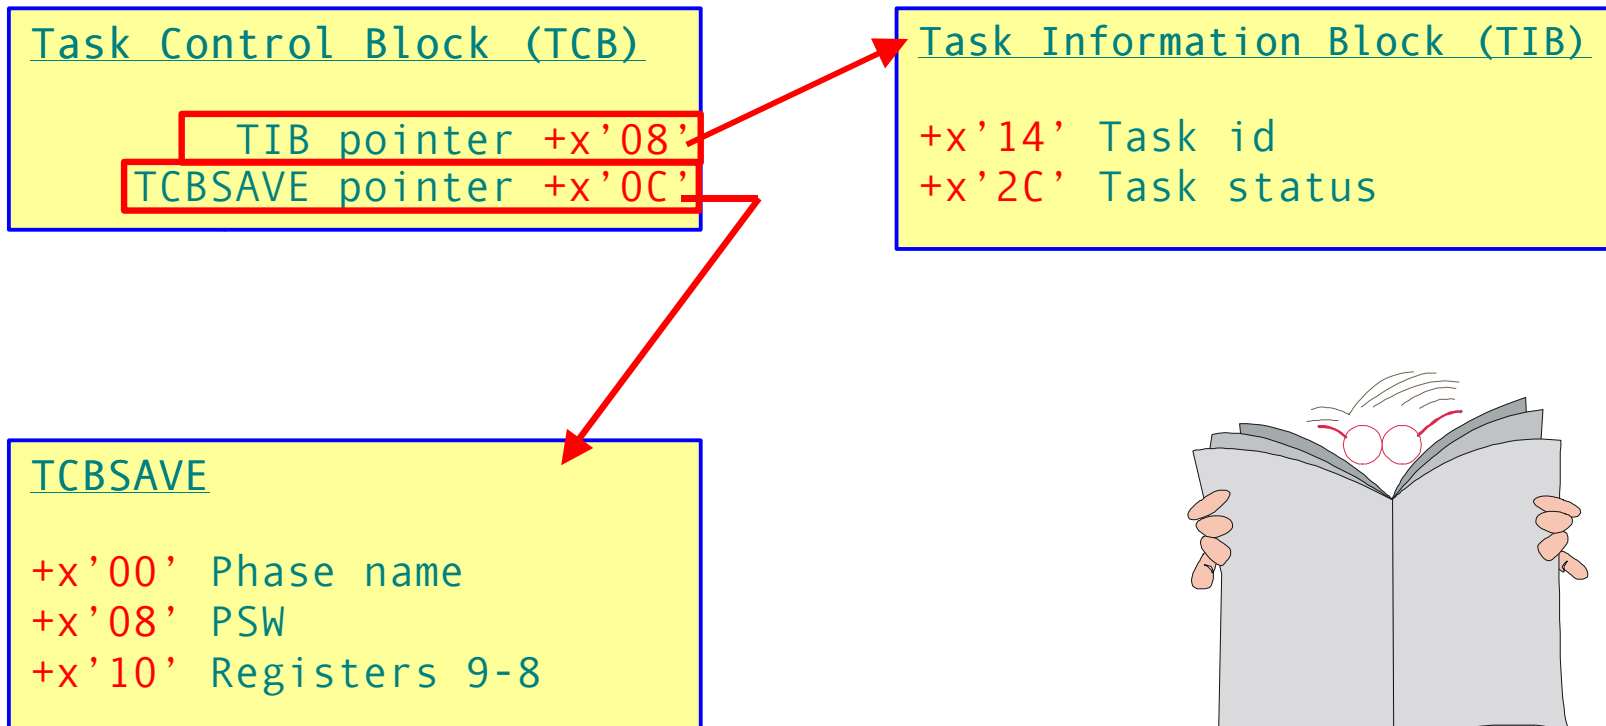 Task Control Block (TCB)
TIB pointer +x’08’
TCBSAVE pointer +x’0C’
Task Information Block (TIB)
+x’14’ Task id
+x’2C’ Task status
TCBSAVE
+x’00’ Phase name
+x’08’ PSW
+x’10’ Registers 9-8